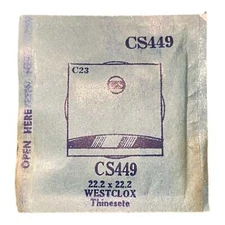 CS449
C23
OPEN HERE
CS449
22.2 x 22.2
WESTCLOX
Thinesete